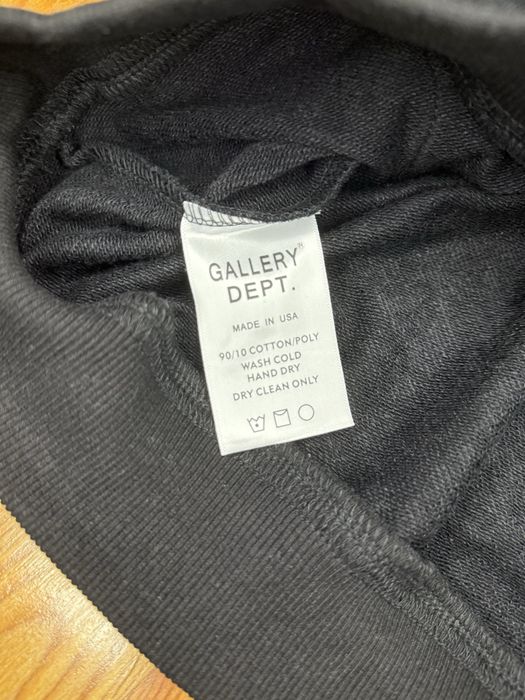 GALLERY™
DEPT.
MADE IN USA
90/10 COTTON/POLY
WASH COLD
HAND DRY
DRY CLEAN ONLY